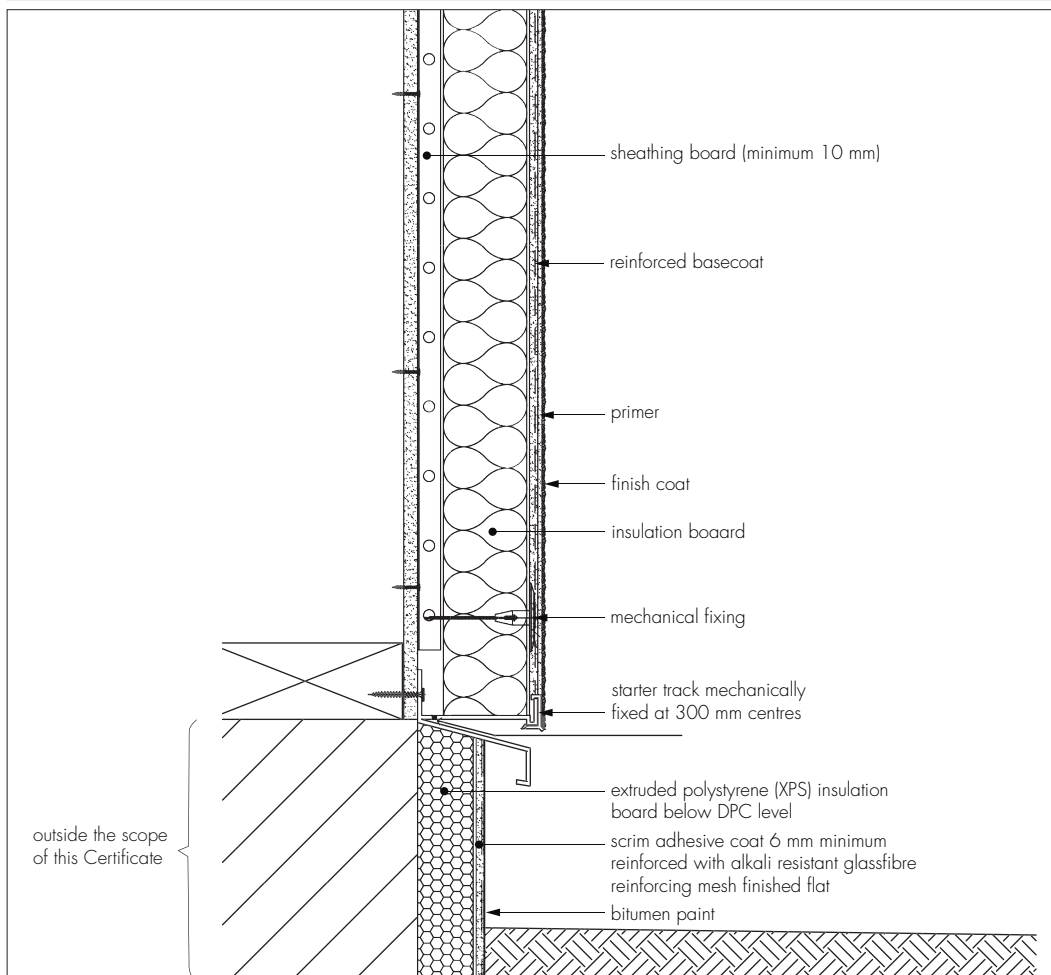 sheathing board (minimum 10 mm)
reinforced basecoat
primer
finish coat
insulation boaard
mechanical fixing
starter track mechanically
fixed at 300 mm centres
extruded polystyrene (XPS) insulation
board below DPC level
outside the scope
of this Certificate
scrim adhesive coat 6 mm minimum
reinforced with alkali resistant glassfibre
reinforcing mesh finished flat
bitumen paint